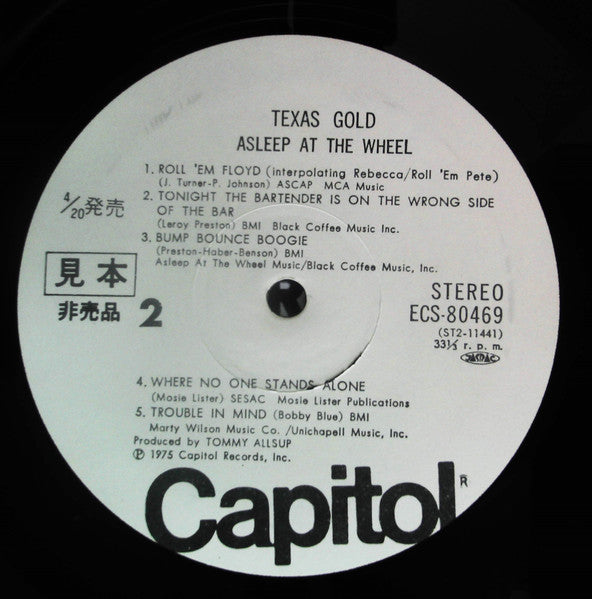 TEXAS GOLD
ASLEEP AT THE WHEEL
1. ROLL 'EM FLOYD (interpolating Rebecca/Roll 'Em Pete)
(J. Turner-P. Johnson) ASCAP MCA Music
2. TONIGHT THE BARTENDER IS ON THE WRONG SIDE
OF THE BAR
(Leroy Preston) BMI Black Coffee Music Inc.
3. BUMP BOUNCE BOOGIE
(Preston-Haber-Benson) BMI
Asleep At The Wheel Music/Black Coffee Music, Inc.
4/20発売
見本
非売品 2
STEREO
ECS-80469
(ST2-11441)
33⅓ r. p. m.
JASRAC
4. WHERE NO ONE STANDS ALONE
(Mosie Lister) SESAC Mosie Lister Publications
5. TROUBLE IN MIND (Bobby Blue) BMI
Marty Wilson Music Co. /Unichapell Music, Inc.
Produced by TOMMY ALLSUP
℗ 1975 Capitol Records, Inc.
Capitol®